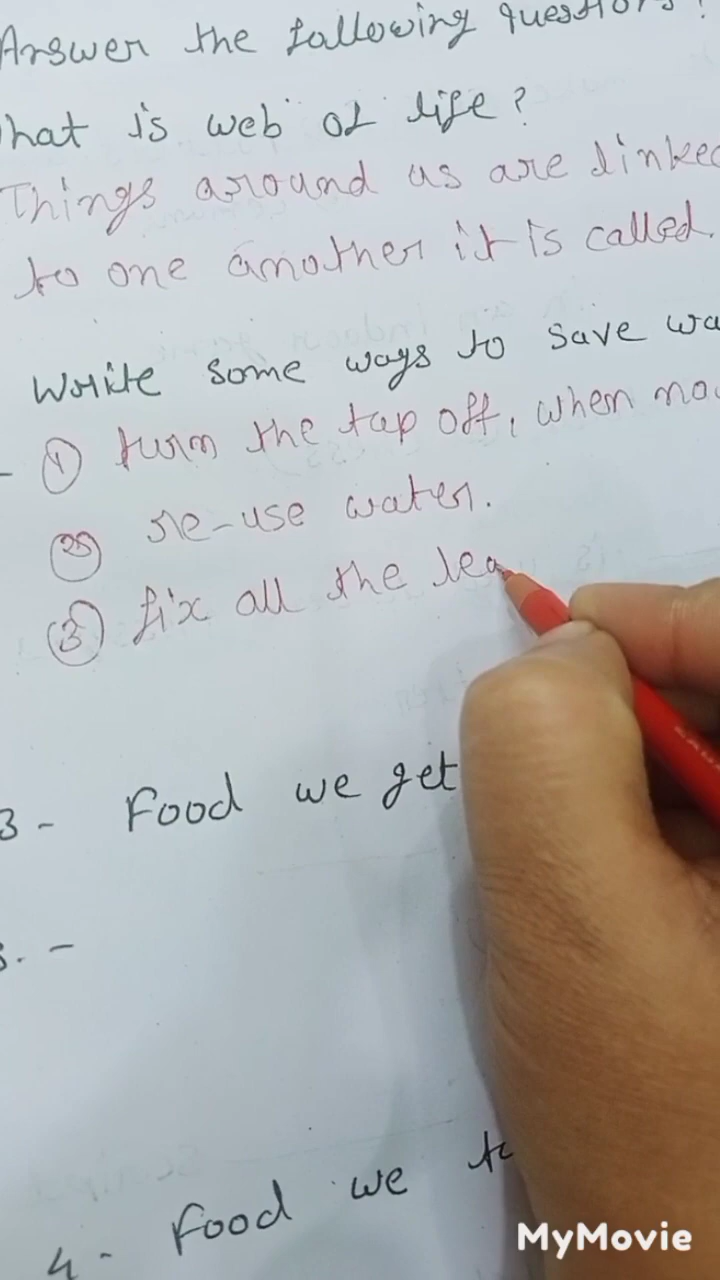 Answer the following questions?
What is web of life?
Things around us are linked
to one another it is called.
Write some ways to save wa
- ① turn the tap off, when no
② re-use water.
③ fix all the lea
3 - Food we get
s. -
4 - Food we t
MyMovie